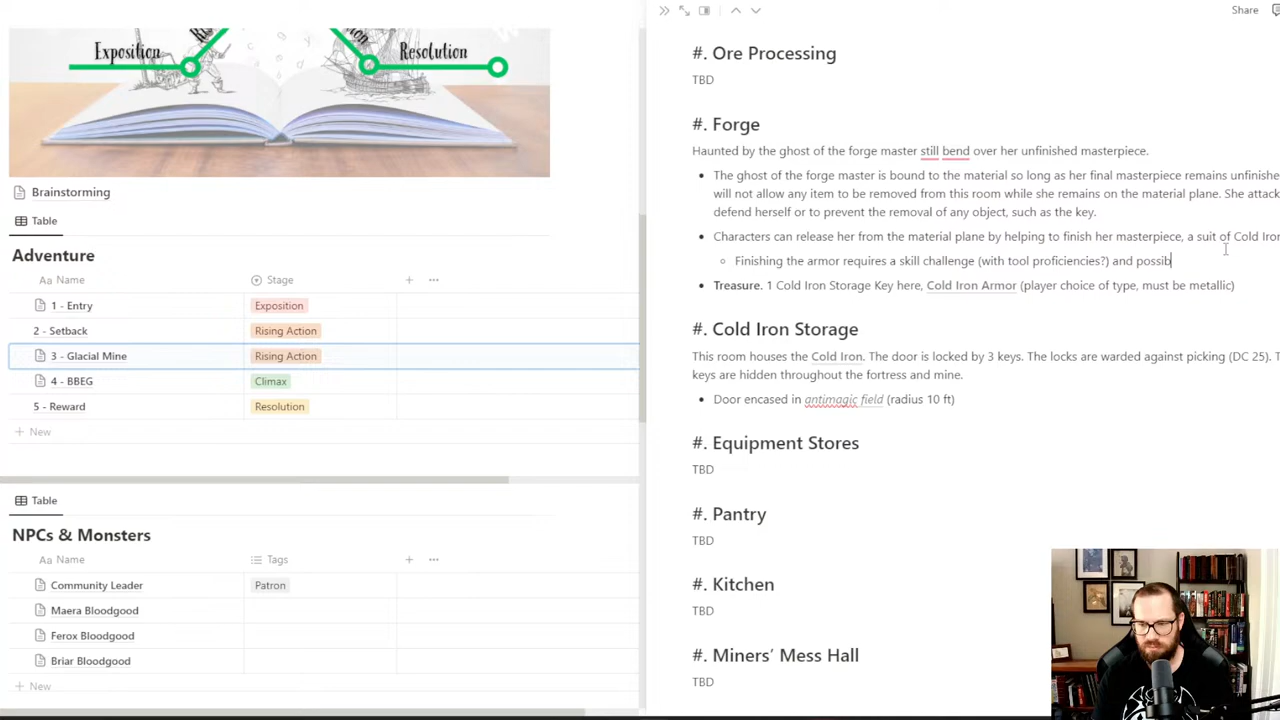 Exposition
Resolution
Brainstorming
Table
Adventure
Aa Name
Stage
1 - Entry
Exposition
2 - Setback
Rising Action
3 - Glacial Mine
Rising Action
4 - BBEG
Climax
5 - Reward
Resolution
New
Table
NPCs & Monsters
Aa Name
Tags
Community Leader
Patron
Maera Bloodgood
Ferox Bloodgood
Briar Bloodgood
New
Share
#. Ore Processing
TBD
#. Forge
Haunted by the ghost of the forge master still bend over her unfinished masterpiece.
The ghost of the forge master is bound to the material so long as her final masterpiece remains unfinishe
will not allow any item to be removed from this room while she remains on the material plane. She attac
defend herself or to prevent the removal of any object, such as the key.
Characters can release her from the material plane by helping to finish her masterpiece, a suit of Cold Iron
Finishing the armor requires a skill challenge (with tool proficiencies?) and possib
Treasure. 1 Cold Iron Storage Key here, Cold Iron Armor (player choice of type, must be metallic)
#. Cold Iron Storage
This room houses the Cold Iron. The door is locked by 3 keys. The locks are warded against picking (DC 25). T
keys are hidden throughout the fortress and mine.
Door encased in antimagic field (radius 10 ft)
#. Equipment Stores
TBD
#. Pantry
TBD
#. Kitchen
TBD
#. Miners' Mess Hall
TBD